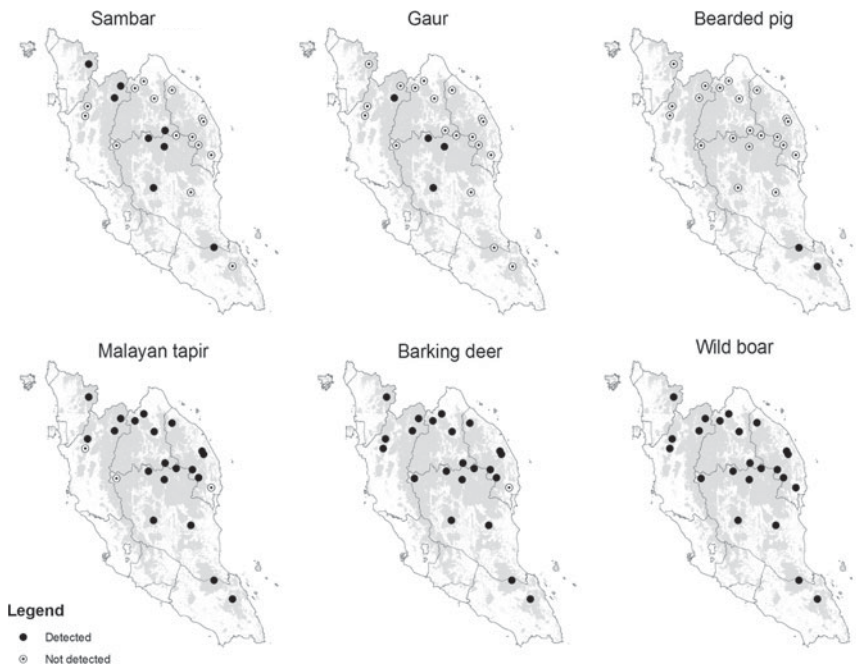 Sambar
Gaur
Bearded pig
Malayan tapir
Barking deer
Wild boar
Legend
Detected
Not detected